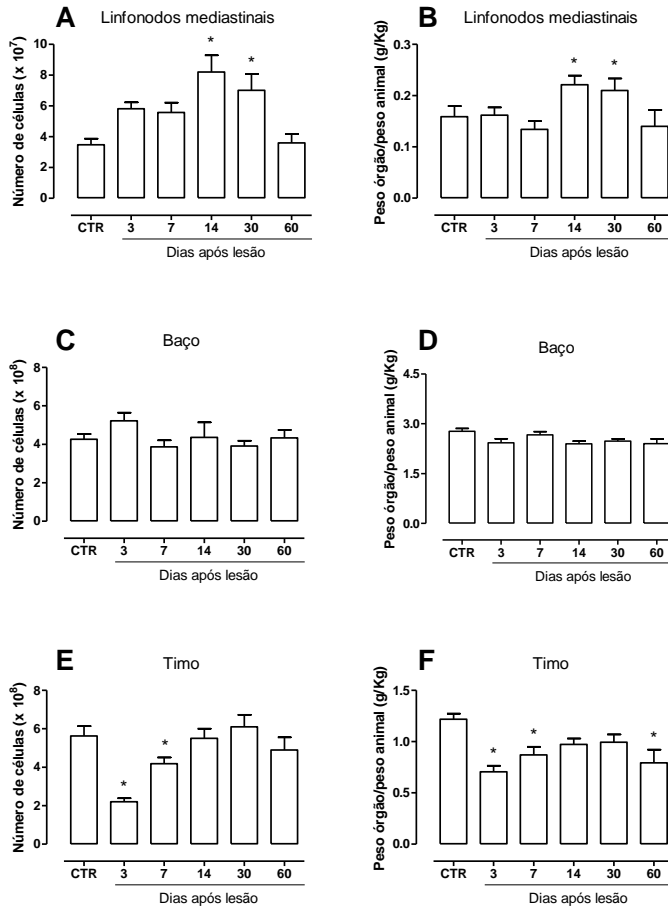 A
Linfonodos mediastinais
Número de células (x 10⁷)
10
8
6
4
2
0
*
*
CTR 3 7 14 30 60
Dias após lesão
B
Linfonodos mediastinais
Peso órgão/peso animal (g/Kg)
0.3
0.2
0.1
0.0
*
*
CTR 3 7 14 30 60
Dias após lesão
C
Baço
Número de células (x 10⁸)
8
6
4
2
0
CTR 3 7 14 30 60
Dias após lesão
D
Baço
Peso órgão/peso animal (g/Kg)
4.5
3.0
1.5
0.0
CTR 3 7 14 30 60
Dias após lesão
E
Timo
Número de células (x 10⁸)
8
6
4
2
0
*
*
CTR 3 7 14 30 60
Dias após lesão
F
Timo
Peso órgão/peso animal (g/Kg)
1.5
1.0
0.5
0.0
*
*
*
CTR 3 7 14 30 60
Dias após lesão